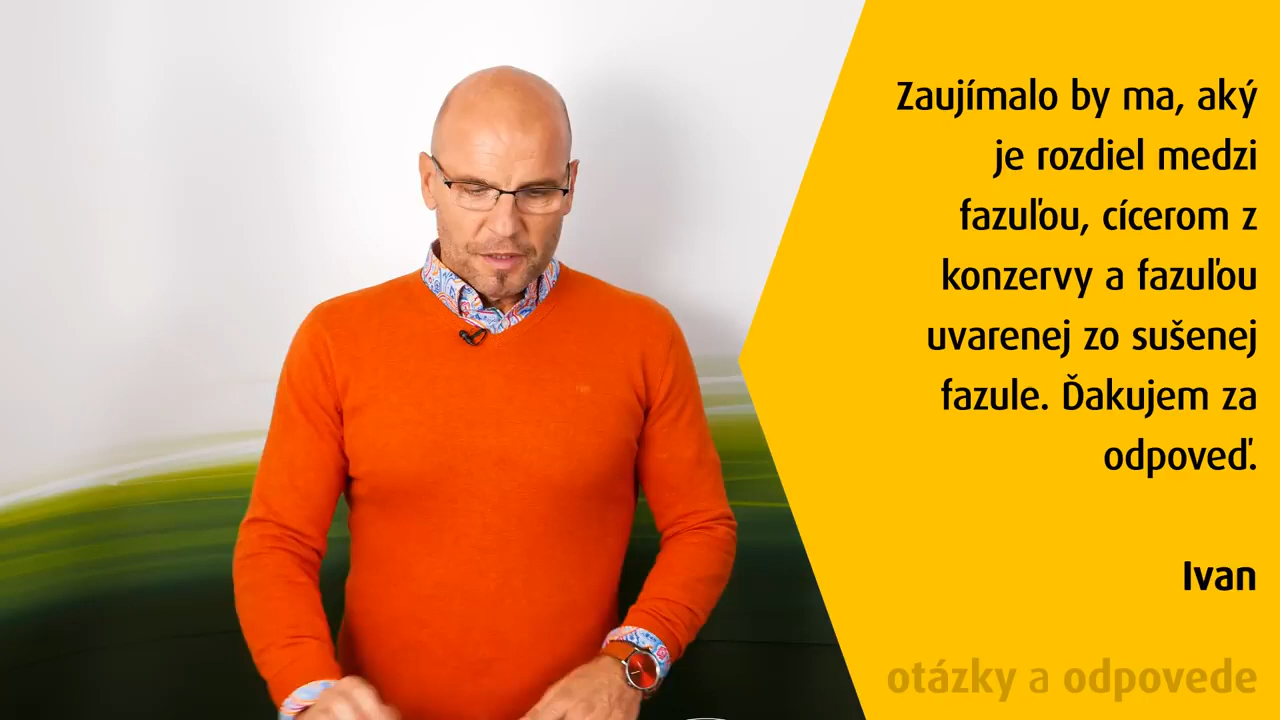 Zaujímalo by ma, aký
je rozdiel medzi
fazuľou, cícerom z
konzervy a fazuľou
uvarenej zo sušenej
fazule. Ďakujem za
odpoveď.
Ivan
otázky a odpovede